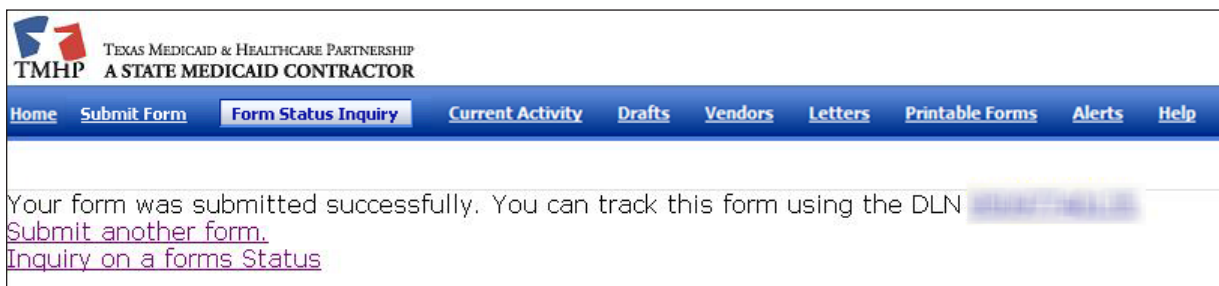 TEXAS MEDICAID & HEALTHCARE PARTNERSHIP
TMHP A STATE MEDICAID CONTRACTOR
Home Submit Form Form Status Inquiry Current Activity Drafts Vendors Letters Printable Forms Alerts Help
Your form was submitted successfully. You can track this form using the DLN
Submit another form.
Inquiry on a forms Status